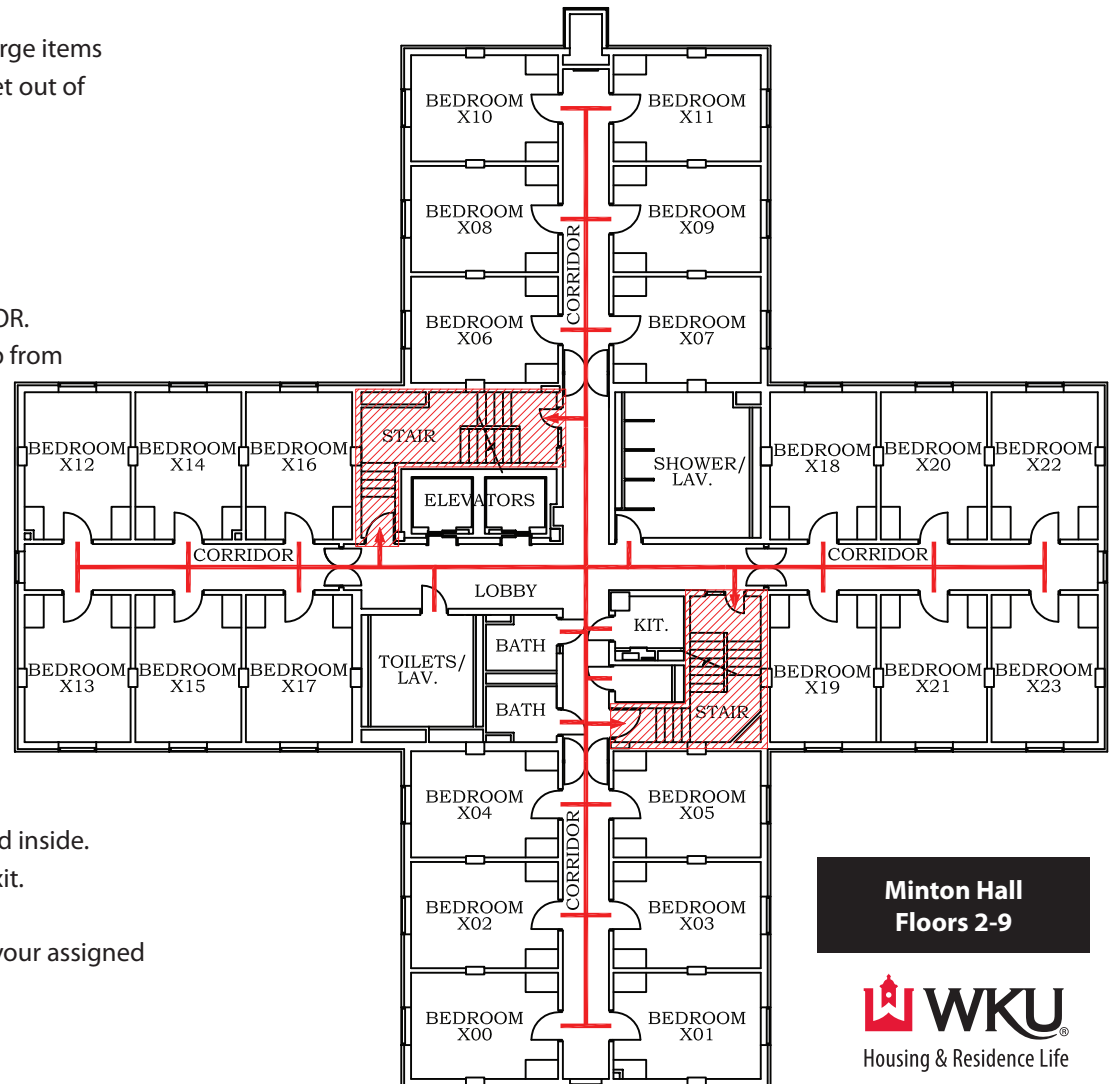 rge items
et out of
OR.
o from
d inside.
xit.
your assigned
BEDROOM
X10
BEDROOM
X11
BEDROOM
X08
BEDROOM
X09
CORRIDOR
BEDROOM
X06
BEDROOM
X07
BEDROOM
X12
BEDROOM
X14
BEDROOM
X16
STAIR
ELEVATORS
SHOWER/
LAV.
BEDROOM
X18
BEDROOM
X20
BEDROOM
X22
CORRIDOR
CORRIDOR
LOBBY
BEDROOM
X13
BEDROOM
X15
BEDROOM
X17
TOILETS/
LAV.
BATH
BATH
KIT.
STAIR
BEDROOM
X19
BEDROOM
X21
BEDROOM
X23
BEDROOM
X04
BEDROOM
X05
CORRIDOR
BEDROOM
X02
BEDROOM
X03
BEDROOM
X00
BEDROOM
X01
Minton Hall
Floors 2-9
WKU®
Housing & Residence Life